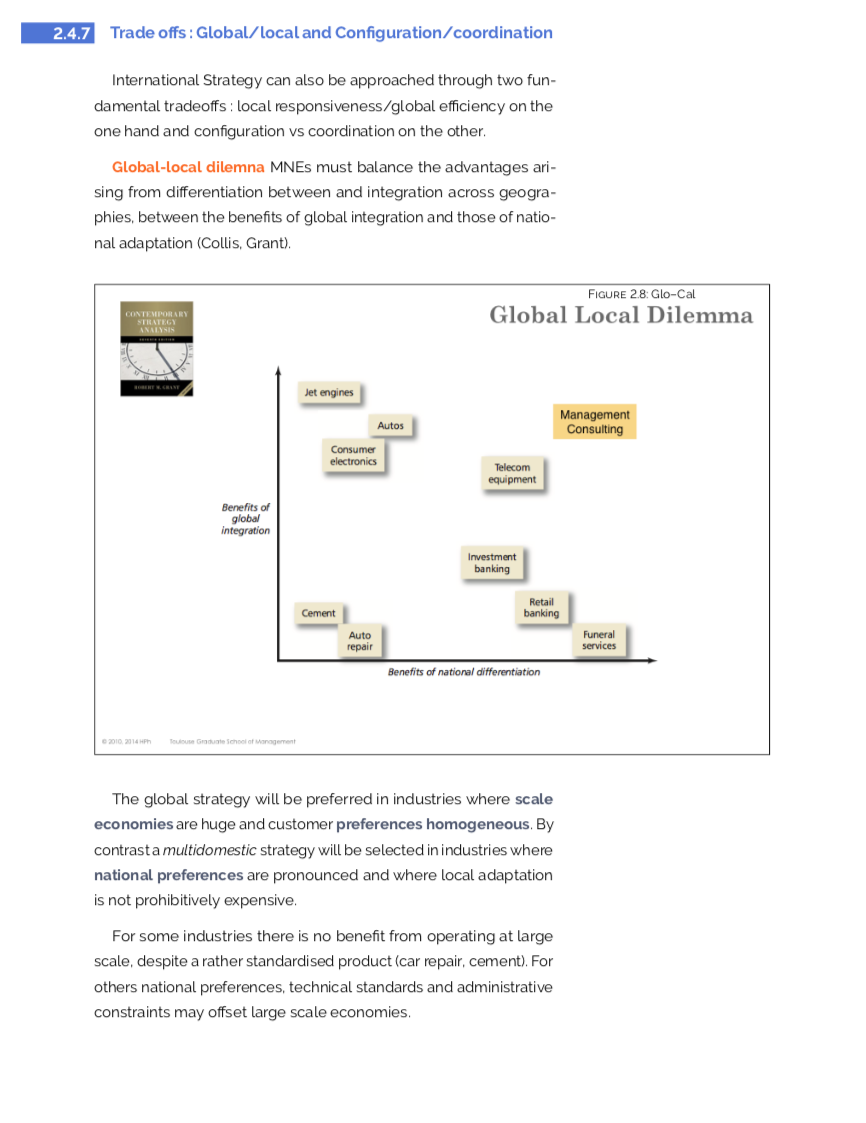 2.4.7 Trade offs : Global/local and Configuration/coordination
International Strategy can also be approached through two fun-
damental tradeoffs : local responsiveness/global efficiency on the
one hand and configuration vs coordination on the other.
Global-local dilemna MNEs must balance the advantages ari-
sing from differentiation between and integration across geogra-
phies, between the benefits of global integration and those of natio-
nal adaptation (Collis, Grant).
FIGURE 2.8: Glo–Cal
Global Local Dilemma
CONTEMPORARY
STRATEGY
ANALYSIS
ROBERT M. GRANT
Jet engines
Autos
Consumer
electronics
Management
Consulting
Telecom
equipment
Benefits of
global
integration
Investment
banking
Retail
banking
Cement
Auto
repair
Funeral
services
Benefits of national differentiation
© 2010, 2014 HPh Toulouse Graduate School of Management
The global strategy will be preferred in industries where scale
economies are huge and customer preferences homogeneous. By
contrast a multidomestic strategy will be selected in industries where
national preferences are pronounced and where local adaptation
is not prohibitively expensive.
For some industries there is no benefit from operating at large
scale, despite a rather standardised product (car repair, cement). For
others national preferences, technical standards and administrative
constraints may offset large scale economies.